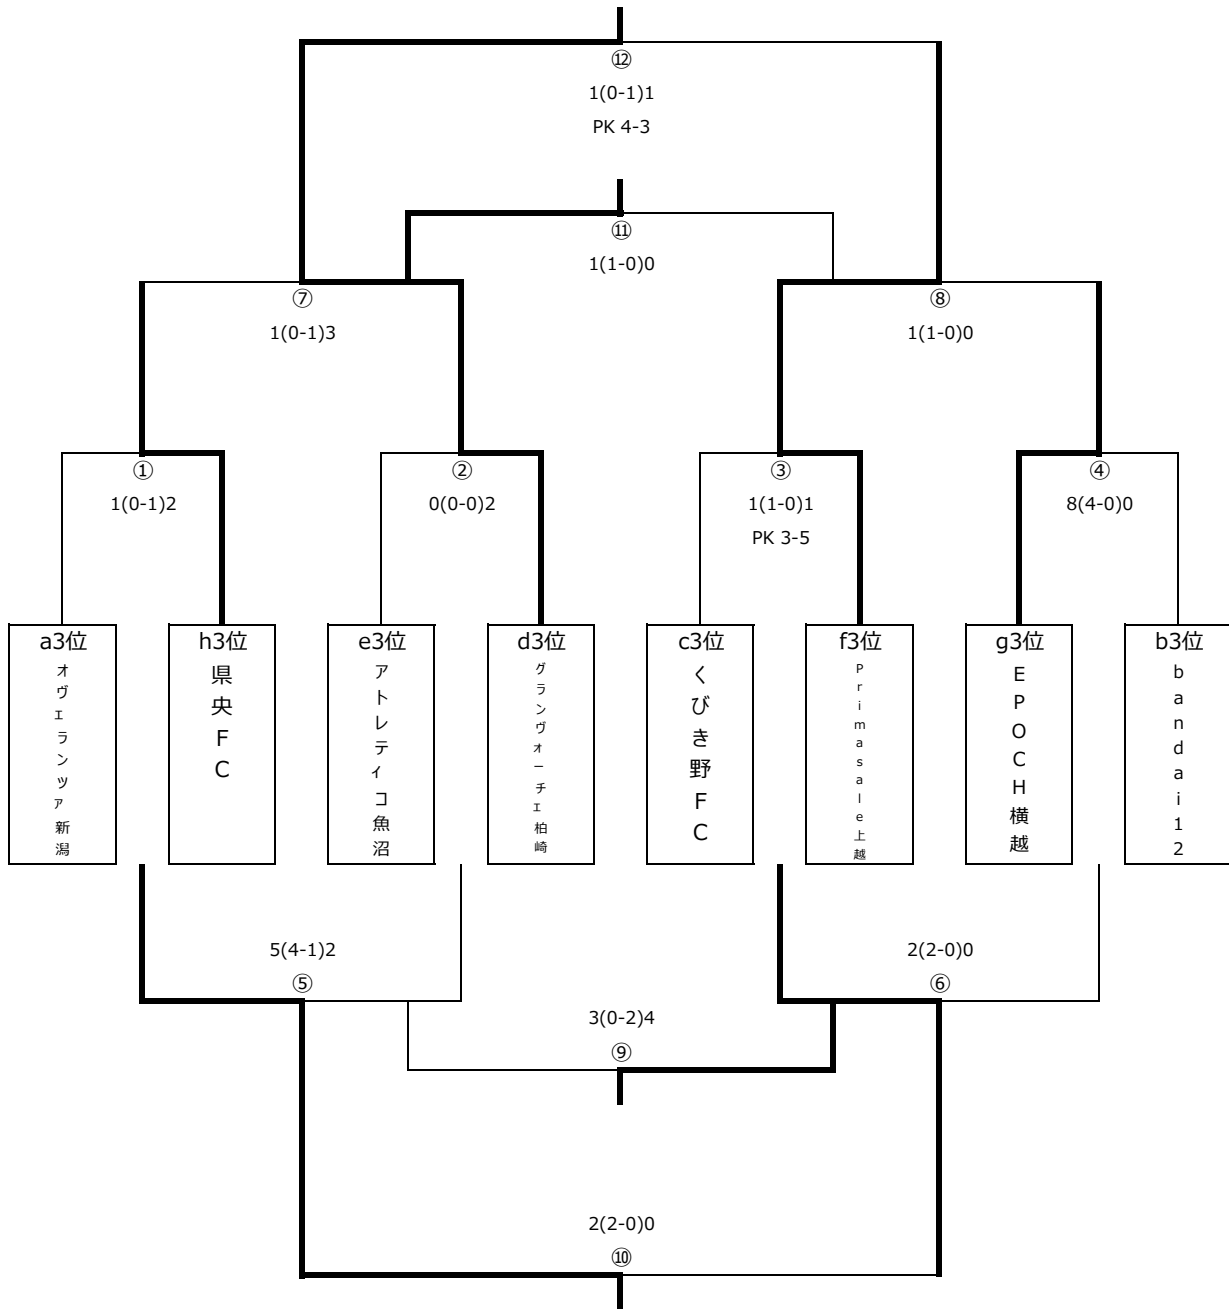 ⑫
1(0-1)1
PK 4-3
⑪
1(1-0)0
⑦
⑧
1(0-1)3
1(1-0)0
①
②
③
④
1(0-1)2
0(0-0)2
1(1-0)1
8(4-0)0
PK 3-5
a3位
オヴェランツァ新潟
h3位
県央FC
e3位
アトレティコ魚沼
d3位
グランヴォーチェ柏崎
c3位
くびき野FC
f3位
Primasale上越
g3位
EPOCH横越
b3位
bandai12
5(4-1)2
2(2-0)0
⑤
⑥
3(0-2)4
⑨
2(2-0)0
⑩